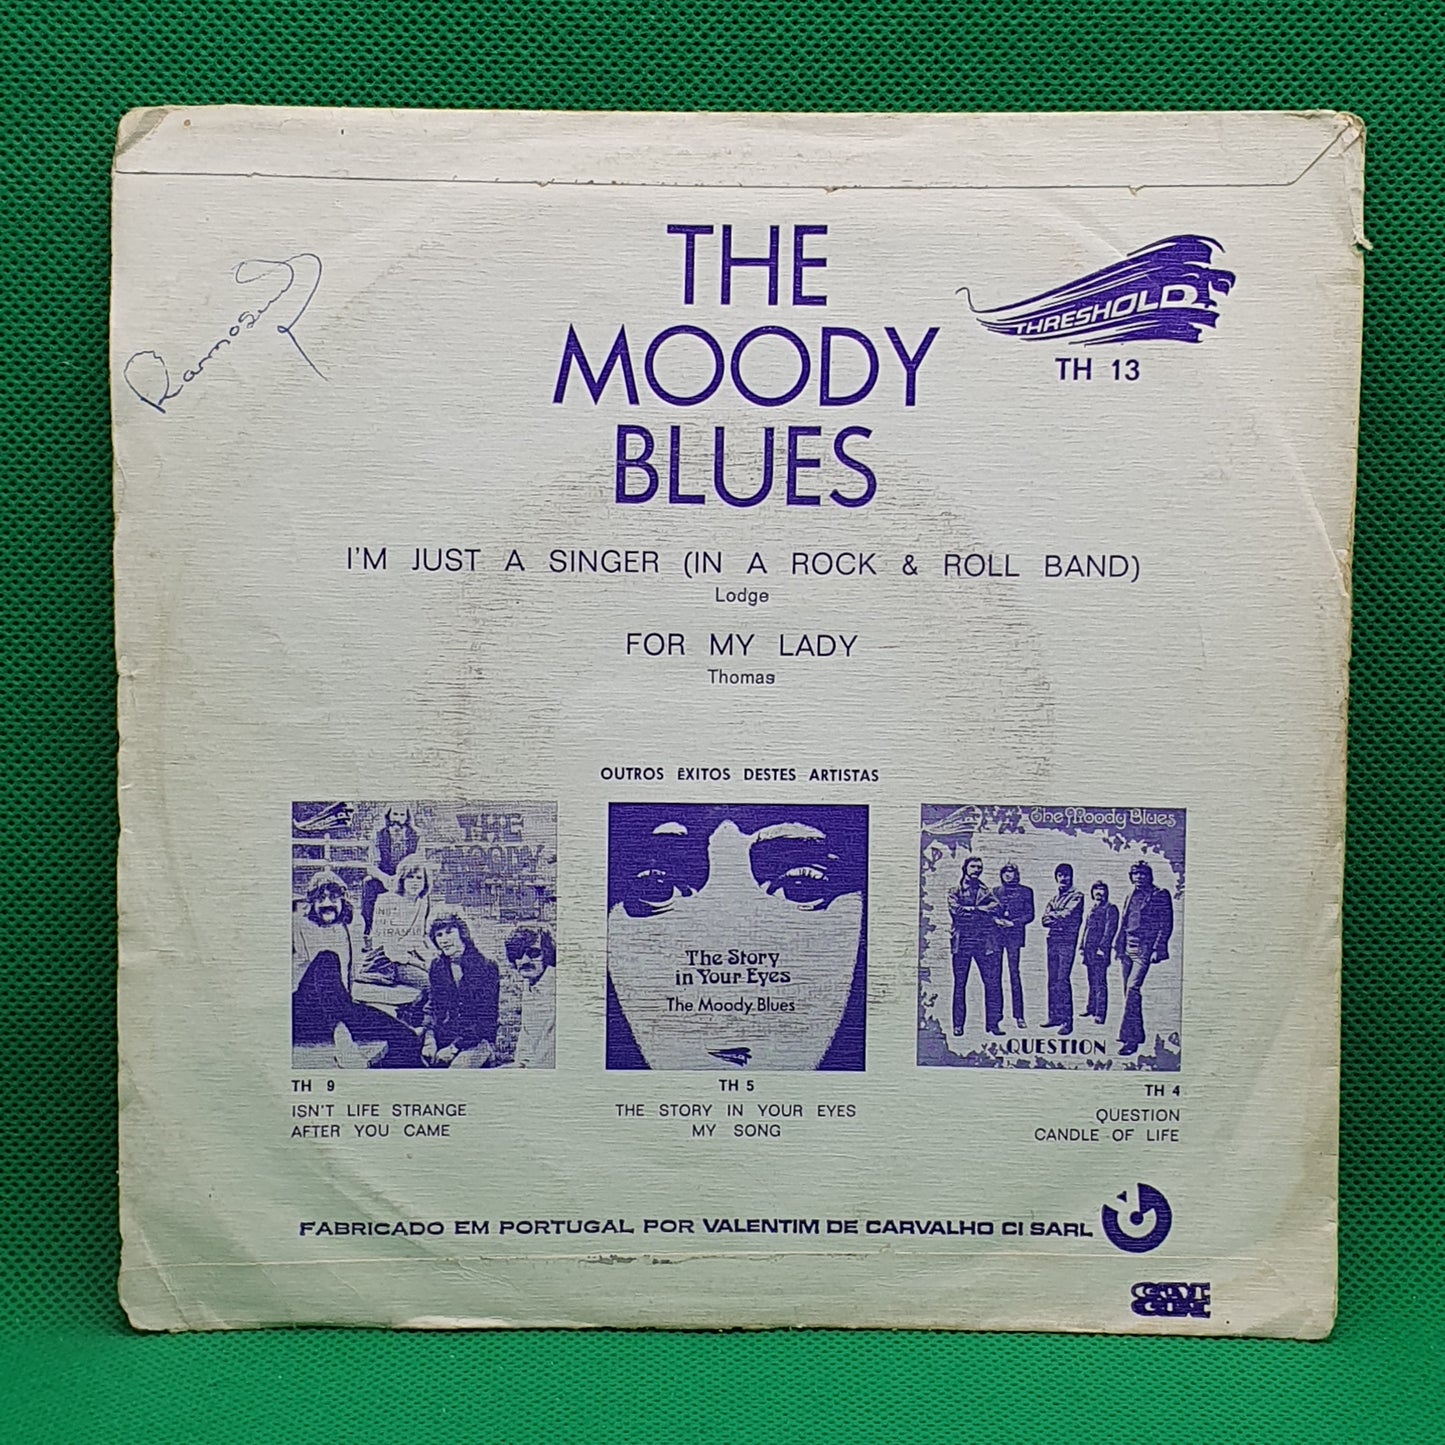 THE
MOODY
BLUES
THRESHOLD
TH 13
I'M JUST A SINGER (IN A ROCK & ROLL BAND)
Lodge
FOR MY LADY
Thomas
OUTROS ÊXITOS DESTES ARTISTAS
THE
MOODY
TH 9
ISN'T LIFE STRANGE
AFTER YOU CAME
The Story
in Your Eyes
The Moody Blues
TH 5
THE STORY IN YOUR EYES
MY SONG
The Moody Blues
QUESTION
TH 4
QUESTION
CANDLE OF LIFE
FABRICADO EM PORTUGAL POR VALENTIM DE CARVALHO CI SARL